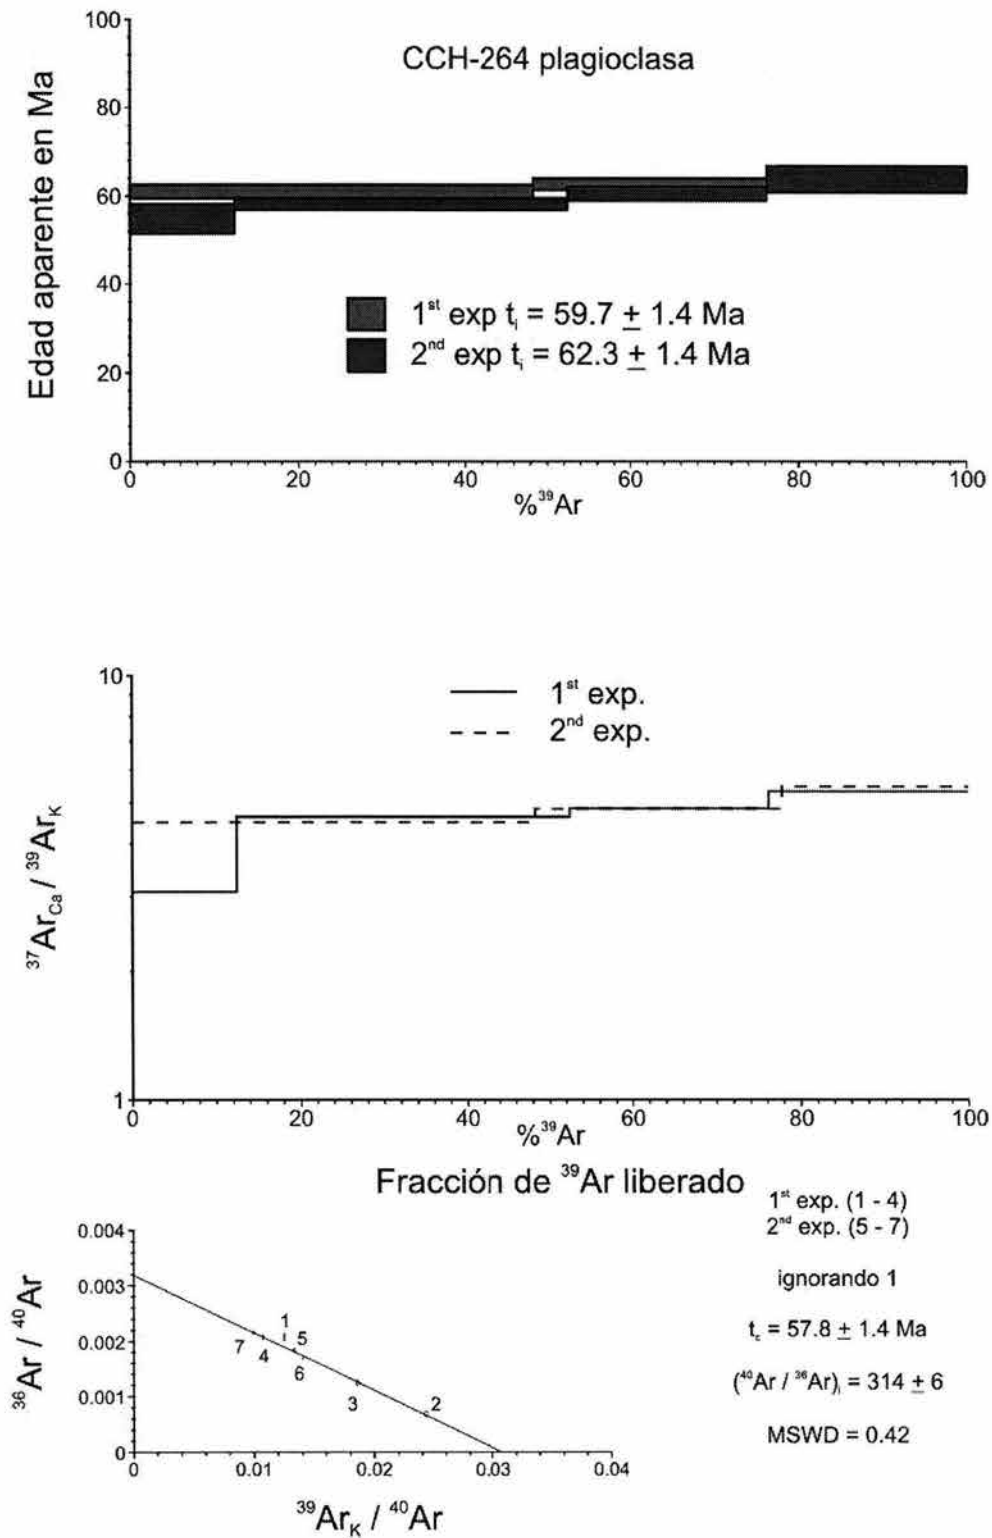 CCH-264 plagioclasa
Edad aparente en Ma
100
80
60
40
20
0
1st exp ti = 59.7 ± 1.4 Ma
2nd exp ti = 62.3 ± 1.4 Ma
0 20 40 60 80 100
%39Ar
10
1
37ArCa / 39ArK
1st exp.
2nd exp.
0 20 40 60 80 100
%39Ar
Fracción de 39Ar liberado
0.004
0.003
0.002
0.001
0
36Ar / 40Ar
1
5
7 4 6
3
2
0 0.01 0.02 0.03 0.04
39ArK / 40Ar
1st exp. (1 - 4)
2nd exp. (5 - 7)
ignorando 1
tc = 57.8 ± 1.4 Ma
(40Ar / 36Ar)i = 314 ± 6
MSWD = 0.42